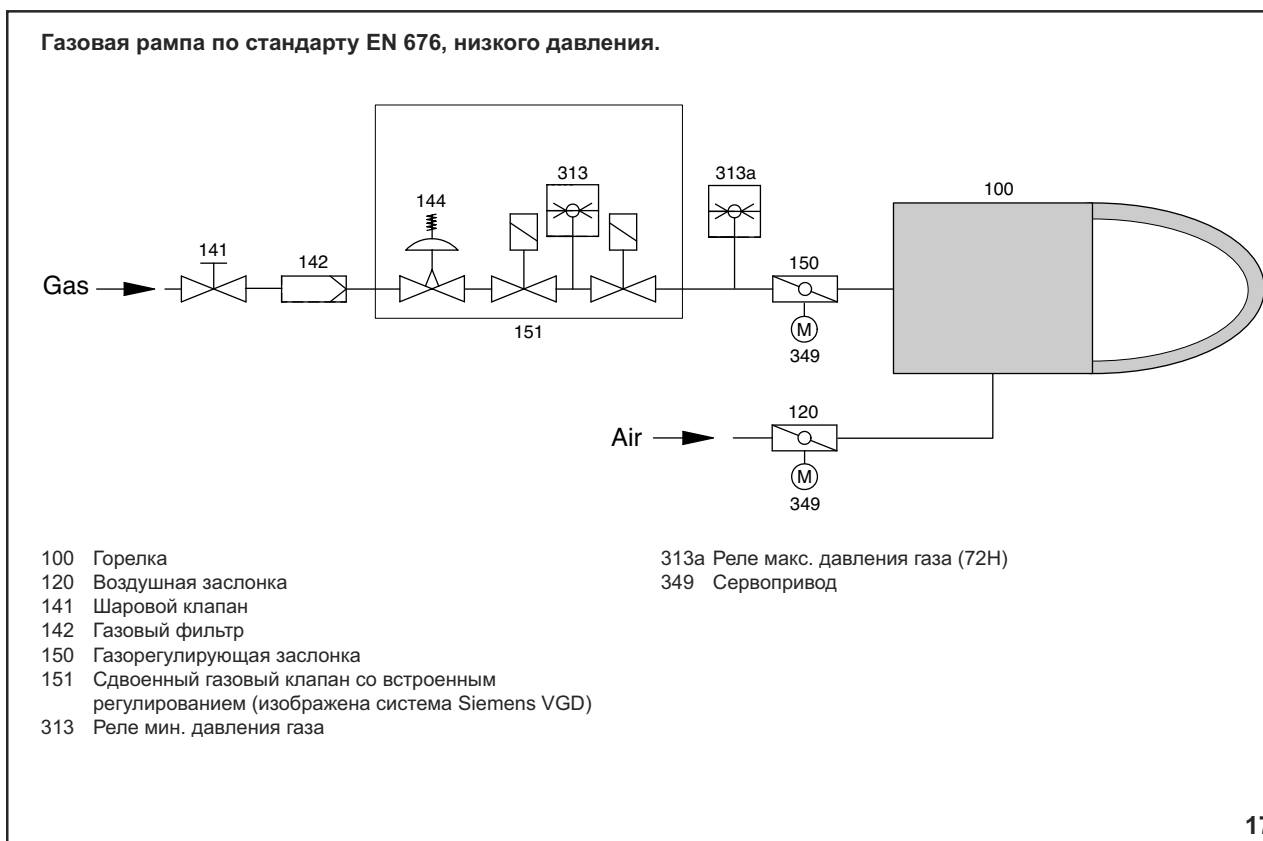 Газовая рампа по стандарту EN 676, низкого давления.
313
313a
100
144
141
142
150
Gas
151
M
349
120
Air
M
349
100 Горелка
120 Воздушная заслонка
141 Шаровой клапан
142 Газовый фильтр
150 Газорегулирующая заслонка
151 Сдвоенный газовый клапан со встроенным
регулированием (изображена система Siemens VGD)
313 Реле мин. давления газа
313a Реле макс. давления газа (72H)
349 Сервопривод
17